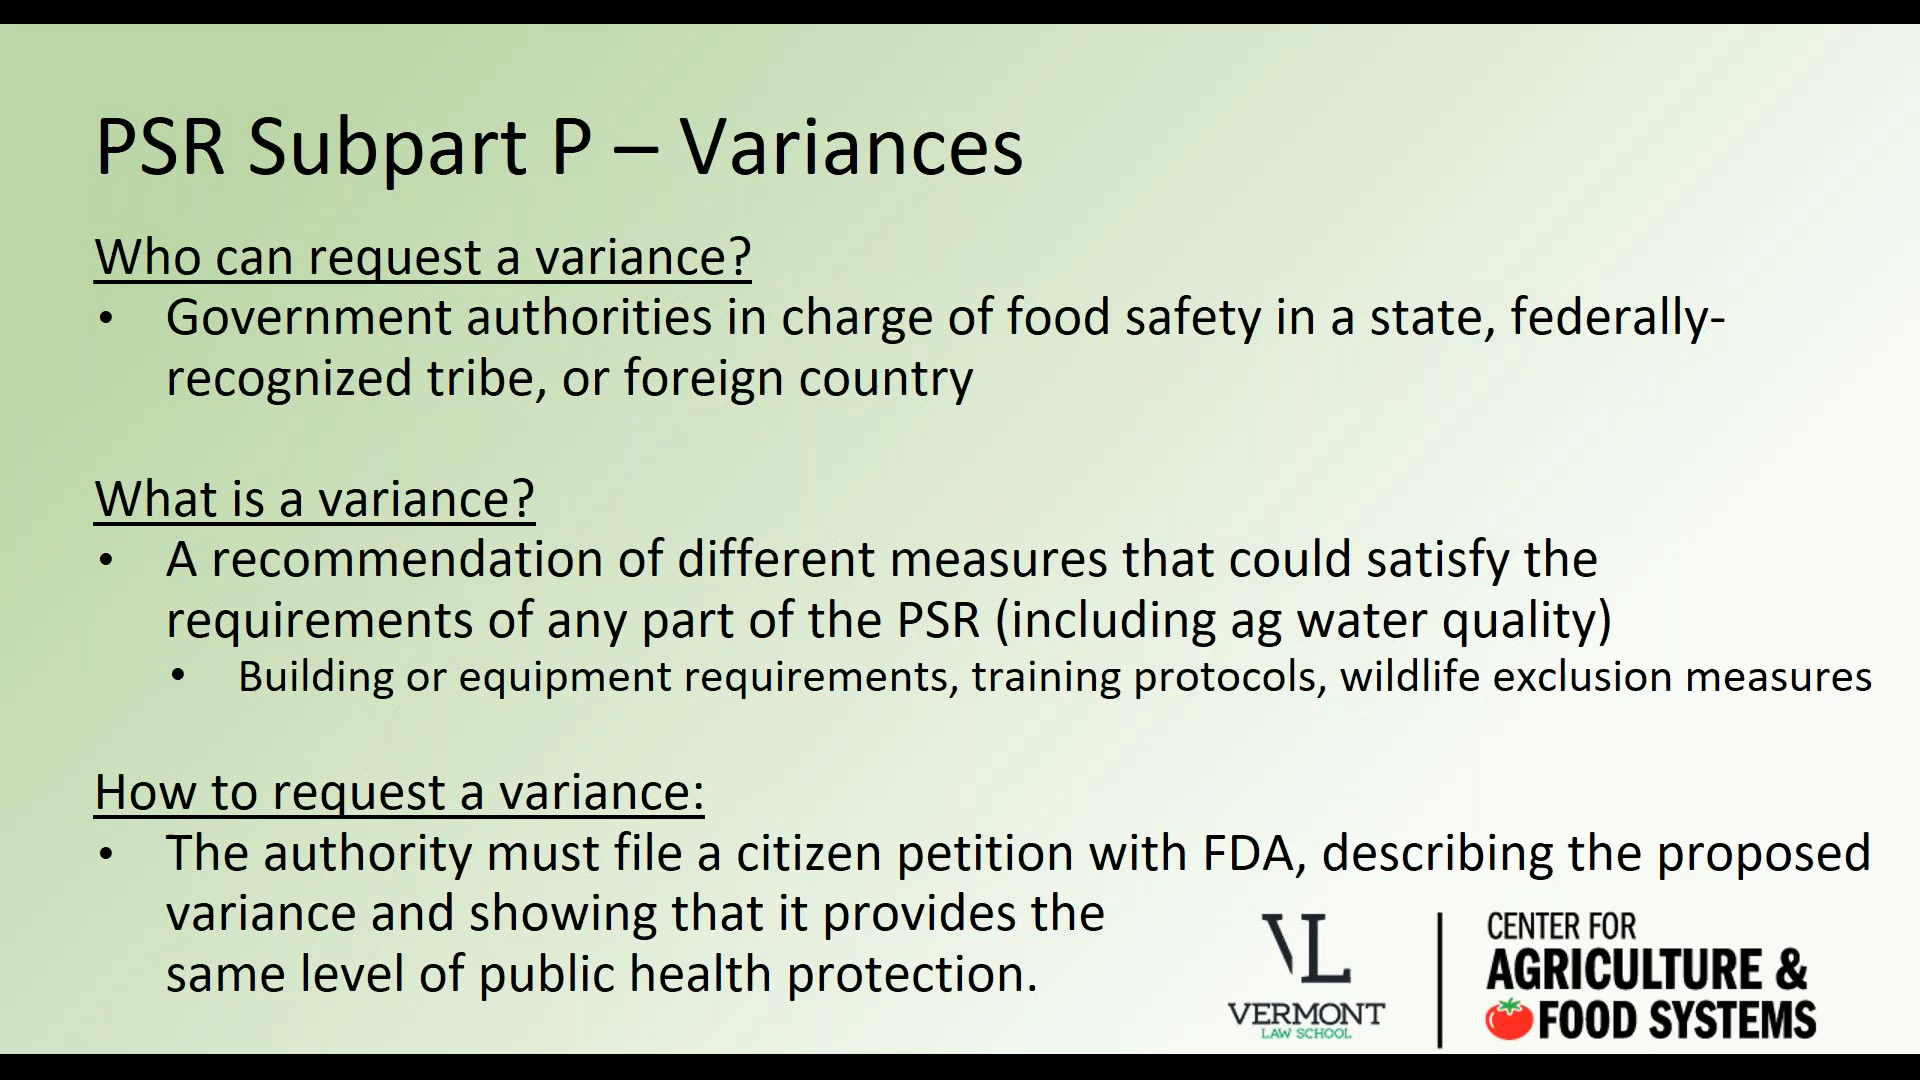 PSR Subpart P – Variances
Who can request a variance?
• Government authorities in charge of food safety in a state, federally-
recognized tribe, or foreign country
What is a variance?
• A recommendation of different measures that could satisfy the
requirements of any part of the PSR (including ag water quality)
• Building or equipment requirements, training protocols, wildlife exclusion measures
How to request a variance:
• The authority must file a citizen petition with FDA, describing the proposed
variance and showing that it provides the
same level of public health protection.
VL
VERMONT
LAW SCHOOL
CENTER FOR
AGRICULTURE &
FOOD SYSTEMS